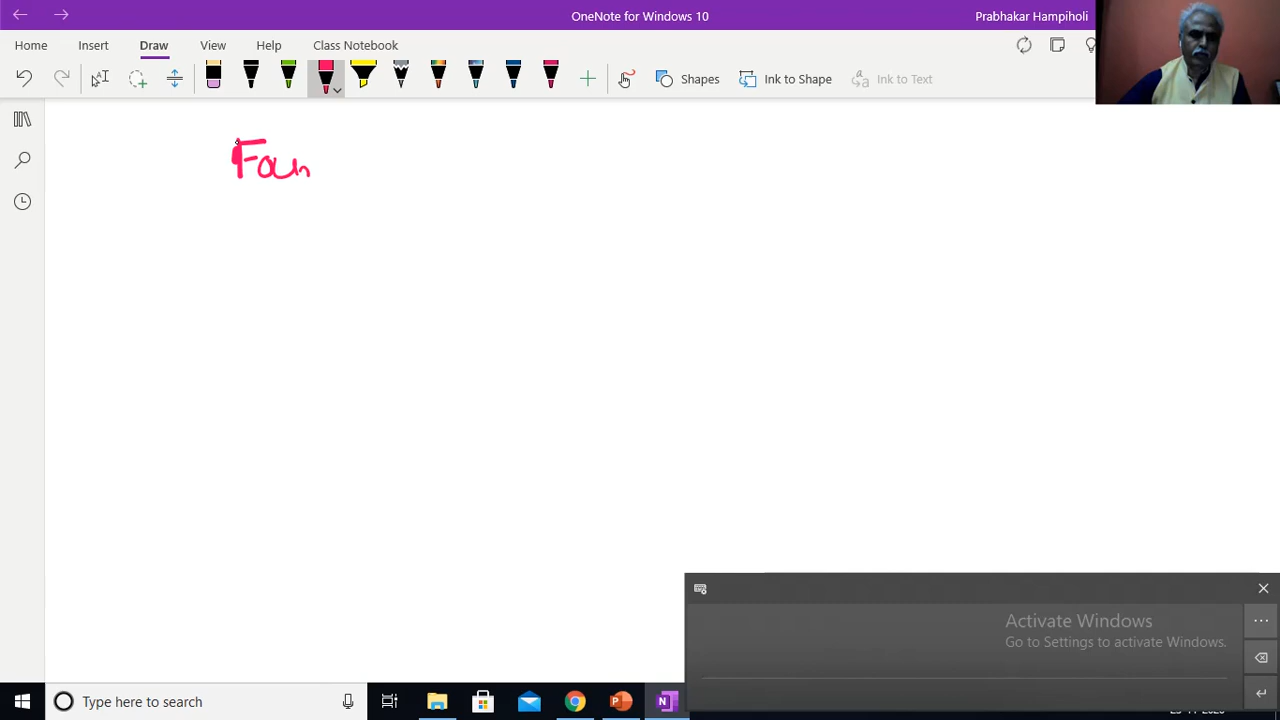 OneNote for Windows 10
Prabhakar Hampiholi
Home Insert Draw View Help Class Notebook
Shapes Ink to Shape Ink to Text
Foun
Activate Windows
Go to Settings to activate Windows.
Type here to search